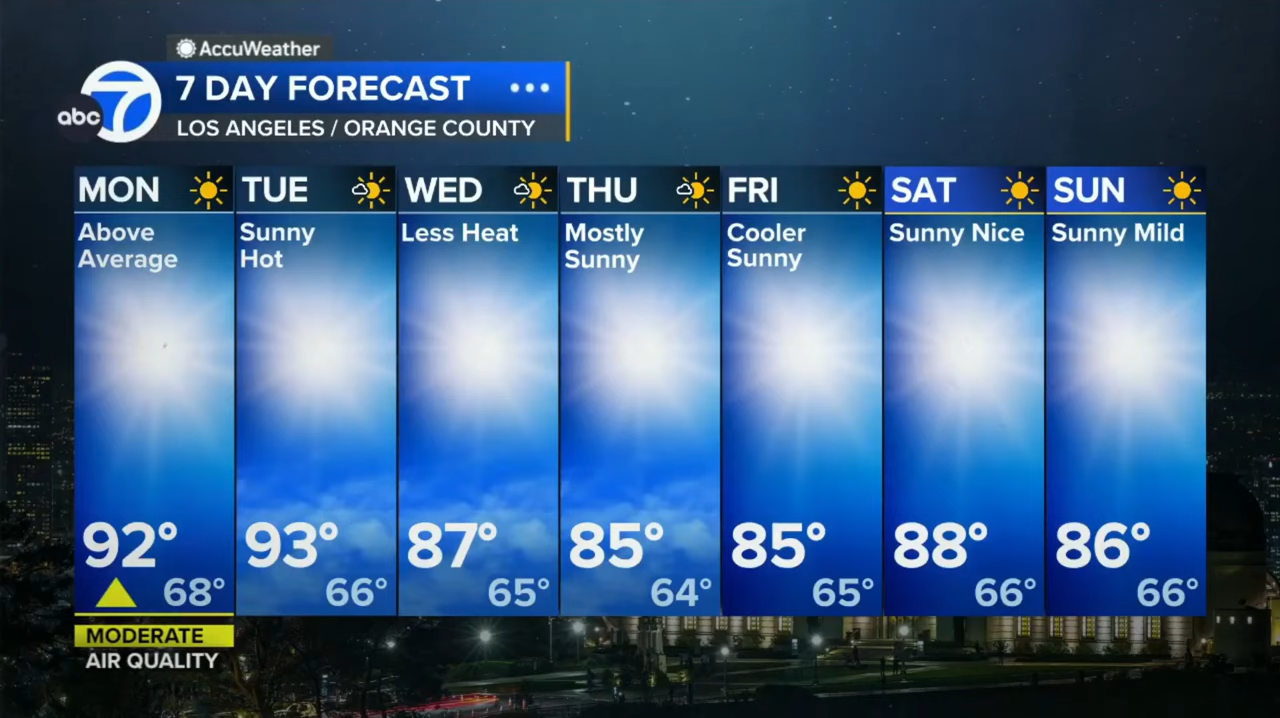 AccuWeather
abc 7
7 DAY FORECAST
LOS ANGELES / ORANGE COUNTY
MON
Above
Average
92°
68°
MODERATE
AIR QUALITY
TUE
Sunny
Hot
93°
66°
WED
Less Heat
87°
65°
THU
Mostly
Sunny
85°
64°
FRI
Cooler
Sunny
85°
65°
SAT
Sunny Nice
88°
66°
SUN
Sunny Mild
86°
66°